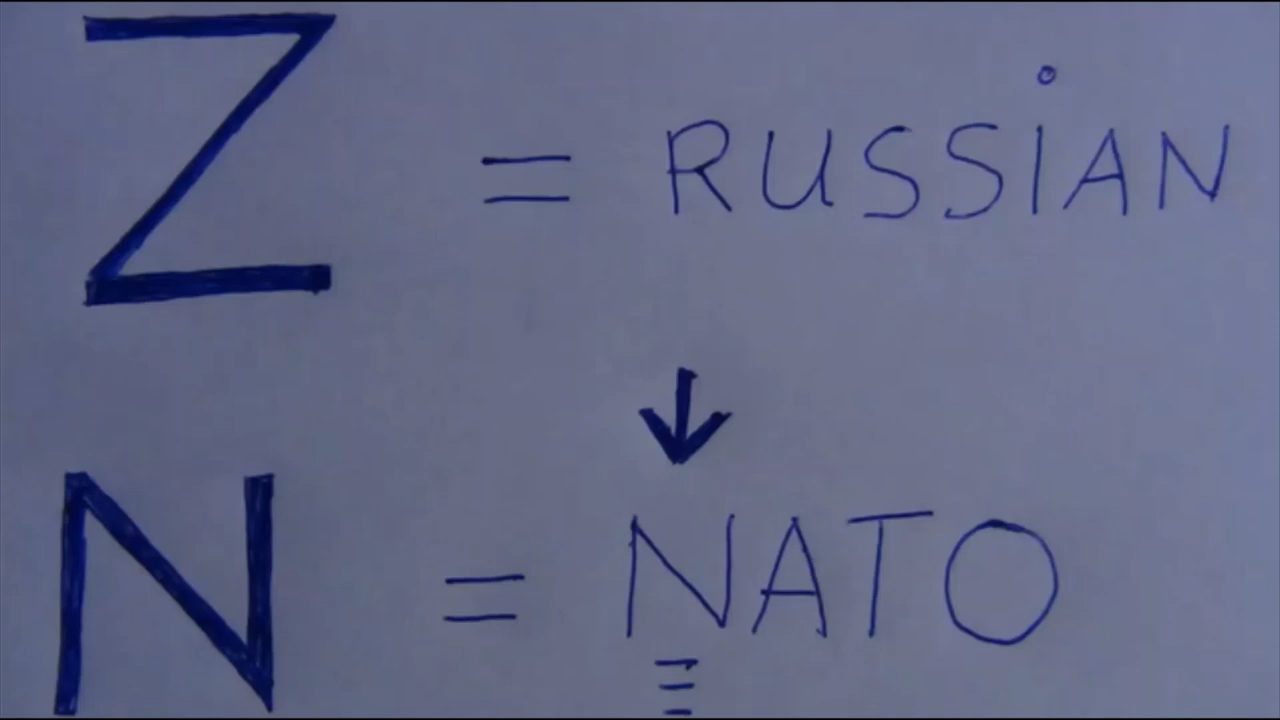 Z = RUSSIAN
N = NATO